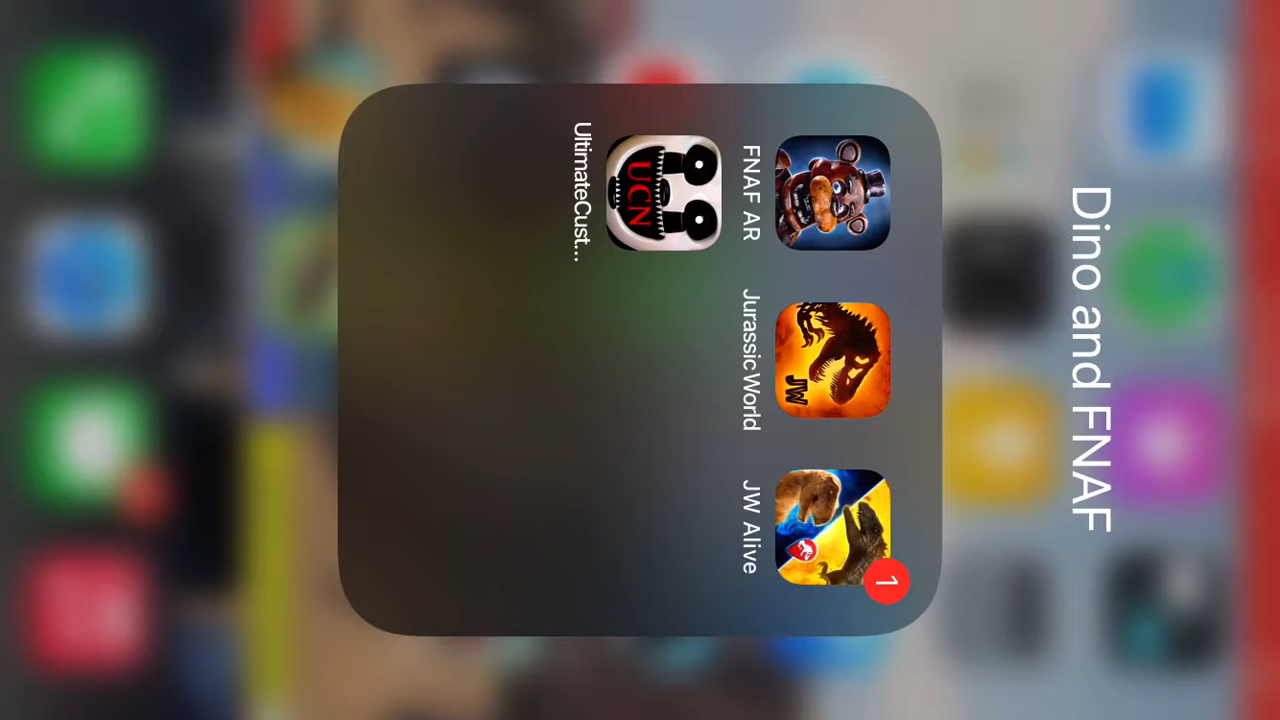 Dino and FNAF
FNAF AR
Jurassic World
JW
JW Alive
1
UCN
UltimateCust...